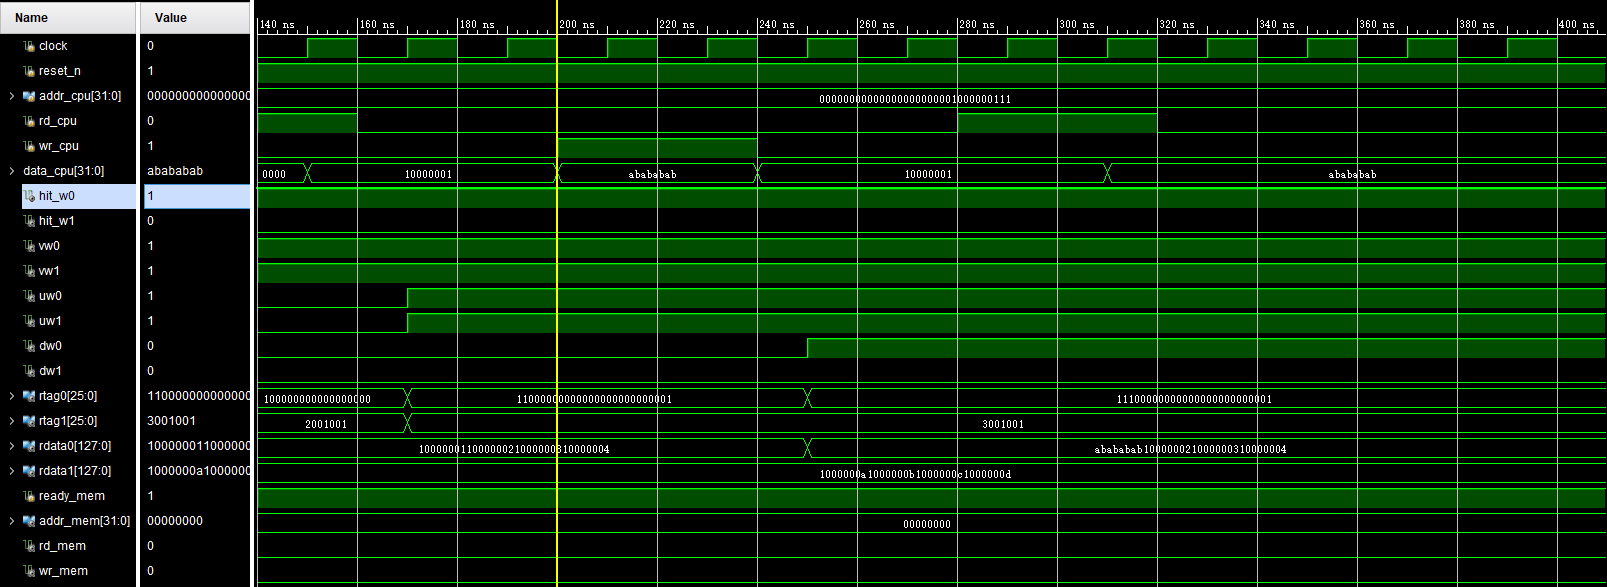 Name Value 140 ns 160 ns 180 ns 200 ns 220 ns 240 ns 260 ns 280 ns 300 ns 320 ns 340 ns 360 ns 380 ns 400 ns
clock 0
reset_n 1
addr_cpu[31:0] 000000000000000 00000000000000000000001000000111
rd_cpu 0
wr_cpu 1
data_cpu[31:0] abababab 0000 10000001 abababab 10000001 abababab
hit_w0 1
hit_w1 0
vw0 1
vw1 1
uw0 1
uw1 1
dw0 0
dw1 0
rtag0[25:0] 110000000000000 100000000000000000 11000000000000000000000001 11100000000000000000000001
rtag1[25:0] 3001001 2001001 3001001
rdata0[127:0] 100000011000000 10000001100000021000000310000004 abababab100000021000000310000004
rdata1[127:0] 1000000a1000000 1000000a1000000b1000000c1000000d
ready_mem 1
addr_mem[31:0] 00000000 00000000
rd_mem 0
wr_mem 0